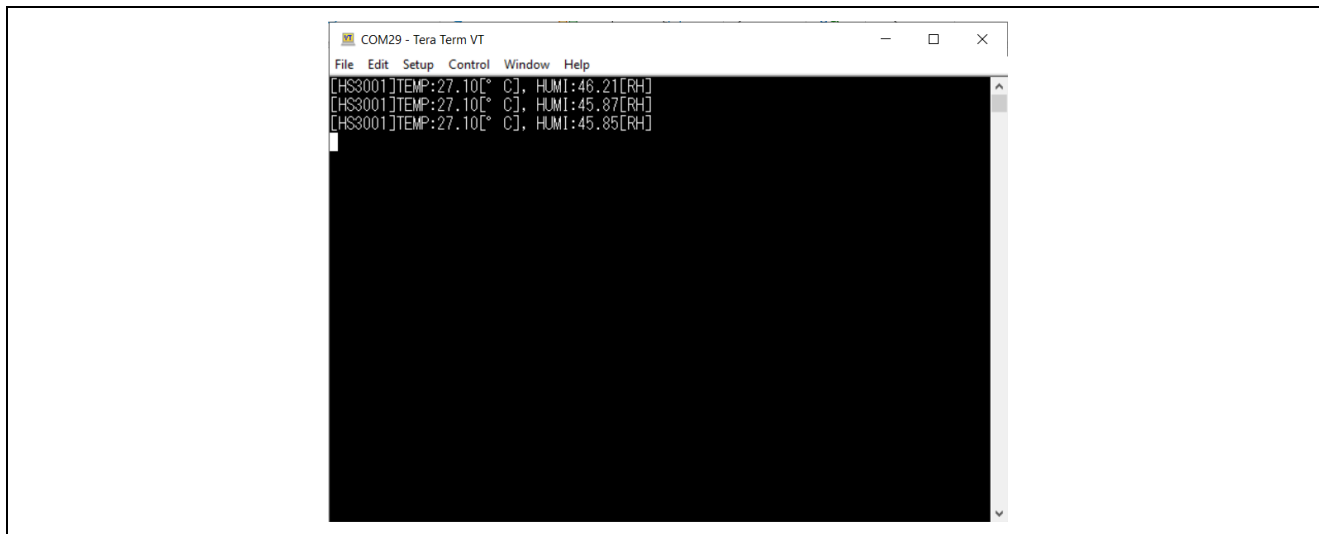 COM29 - Tera Term VT
File Edit Setup Control Window Help
[HS3001]TEMP:27.10[° C], HUMI:46.21[RH]
[HS3001]TEMP:27.10[° C], HUMI:45.87[RH]
[HS3001]TEMP:27.10[° C], HUMI:45.85[RH]